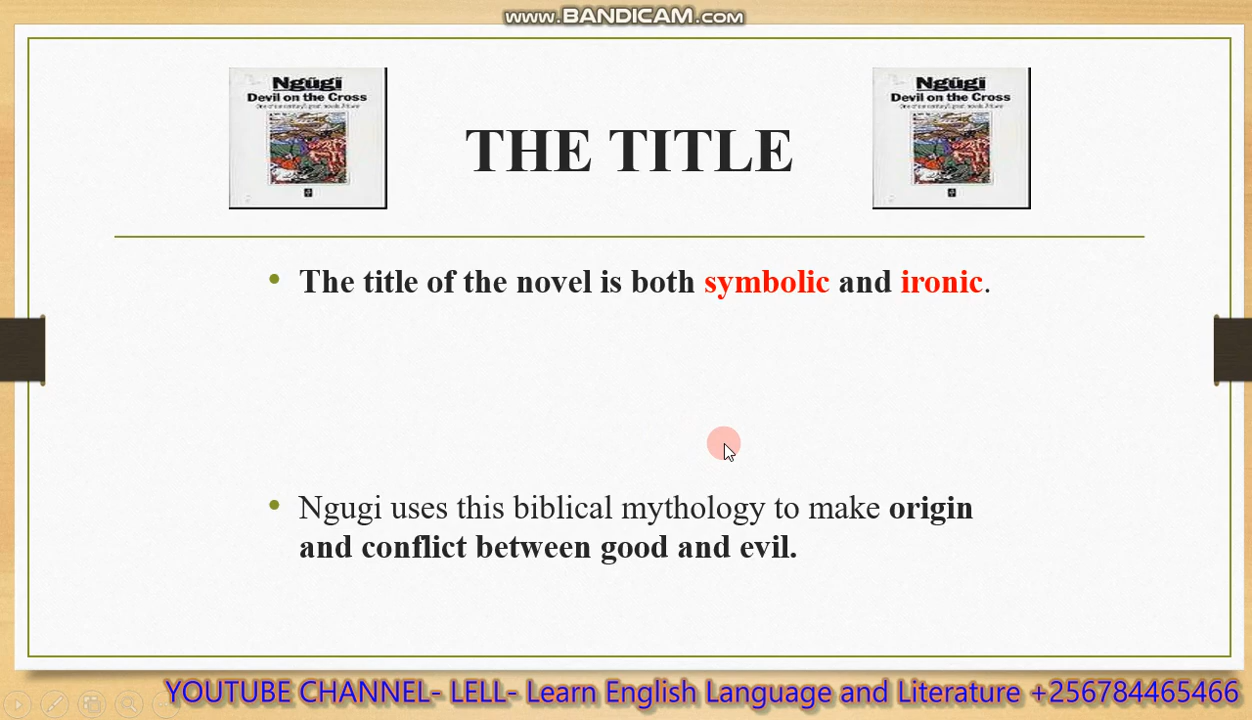 www.BANDICAM.com
Ngũgĩ
Devil on the Cross
Ngũgĩ
Devil on the Cross
THE TITLE
• The title of the novel is both symbolic and ironic.
• Ngugi uses this biblical mythology to make origin
and conflict between good and evil.
YOUTUBE CHANNEL- LELL- Learn English Language and Literature +256784465466